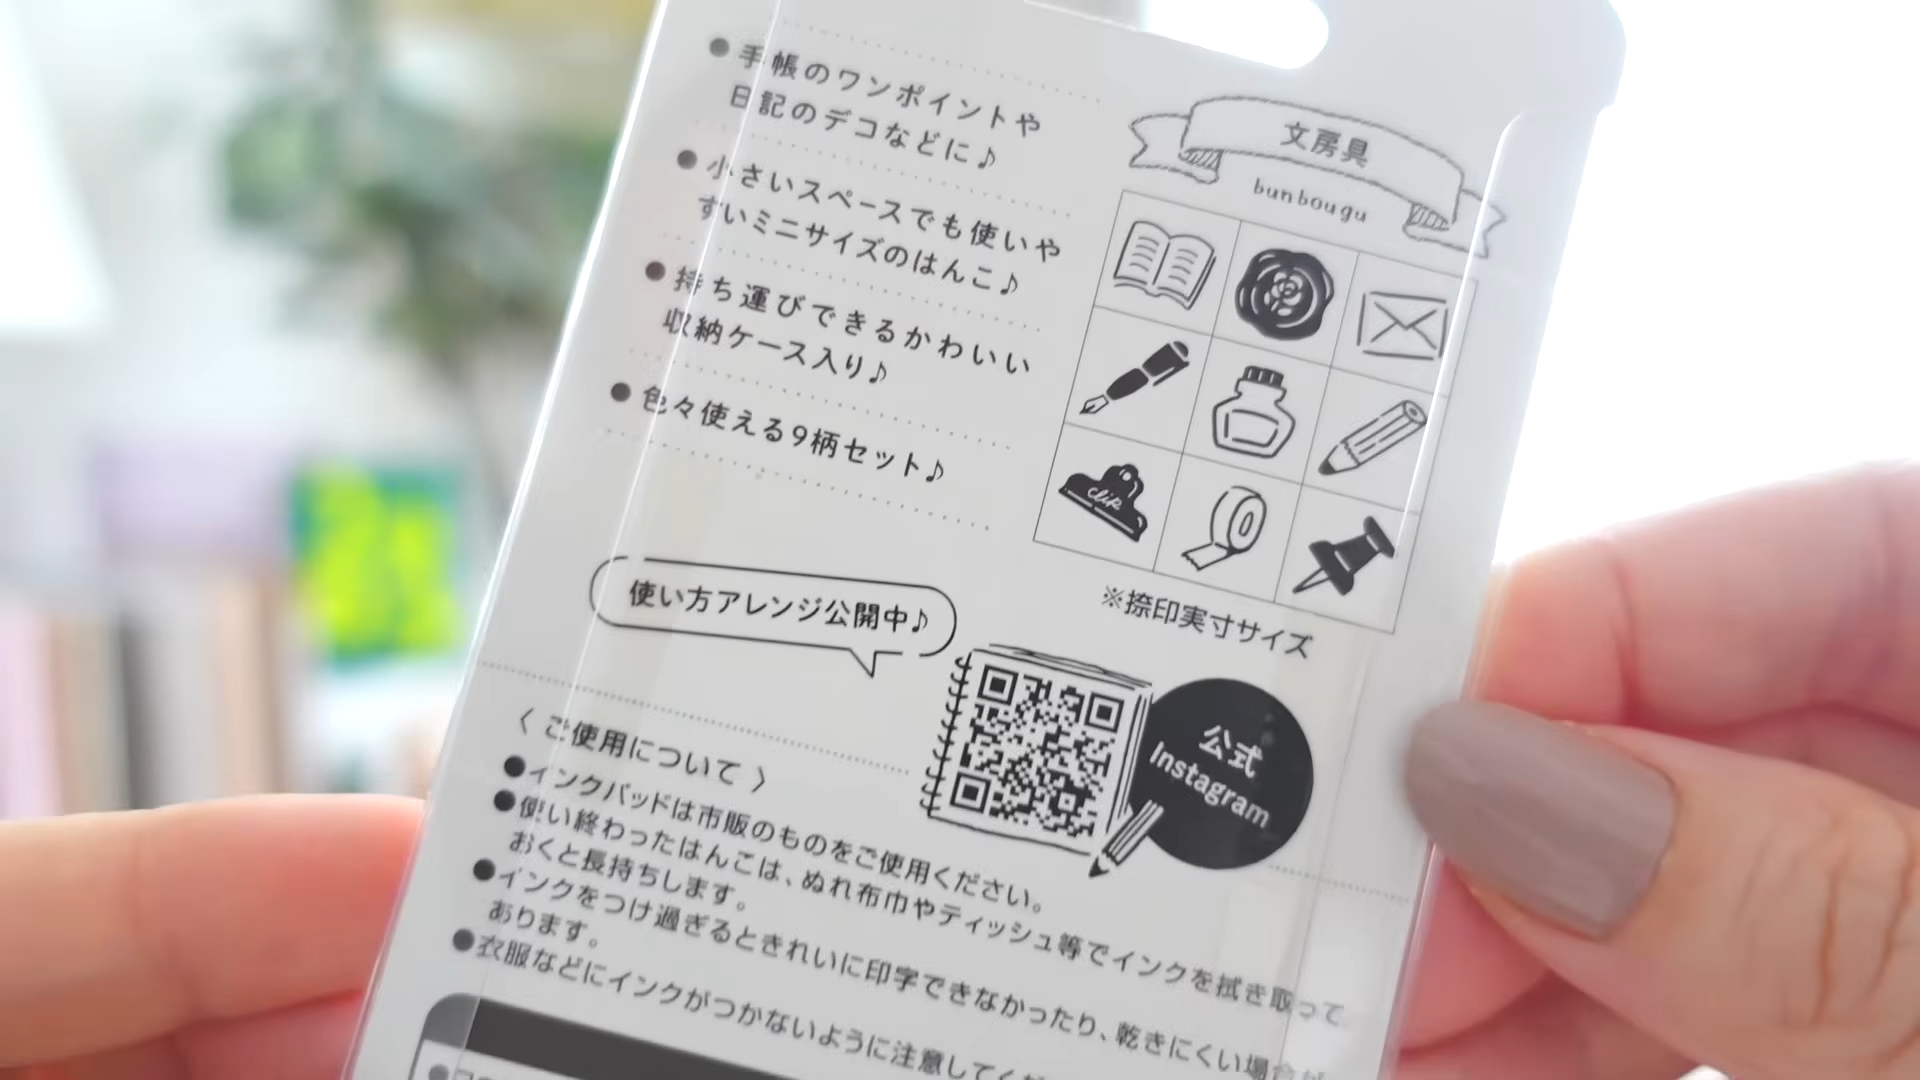 ●手帳のワンポイントや
日記のデコなどに♪
●小さいスペースでも使いや
すいミニサイズのはんこ♪
●持ち運びできるかわいい
収納ケース入り♪
●色々使える9柄セット♪
文房具
bunbougu
clip
※捺印実寸サイズ
使い方アレンジ公開中♪
公式
Instagram
〈 ご使用について 〉
●インクパッドは市販のものをご使用ください。
●使い終わったはんこは、ぬれ布巾やティッシュ等でインクを拭き取って
おくと長持ちします。
●インクをつけ過ぎるときれいに印字できなかったり、乾きにくい場合が
あります。
●衣服などにインクがつかないように注意してくだ